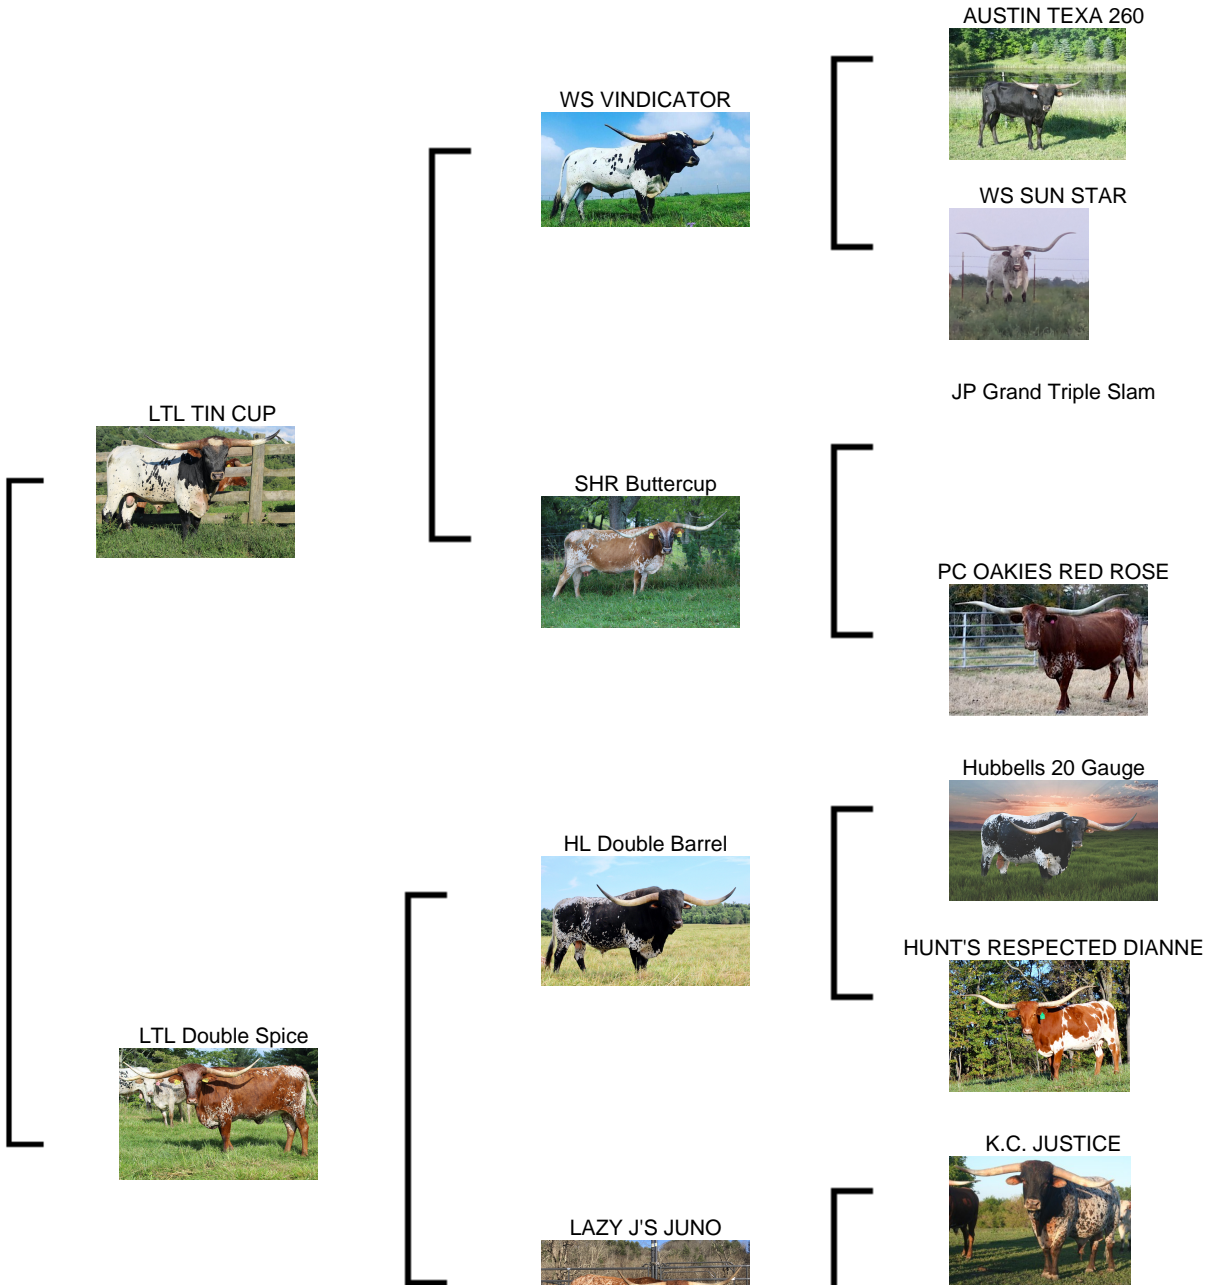 AUSTIN TEXA 260
WS VINDICATOR
WS SUN STAR
JP Grand Triple Slam
LTL TIN CUP
SHR Buttercup
PC OAKIES RED ROSE
Hubbells 20 Gauge
HL Double Barrel
HUNT'S RESPECTED DIANNE
LTL Double Spice
K.C. JUSTICE
LAZY J'S JUNO